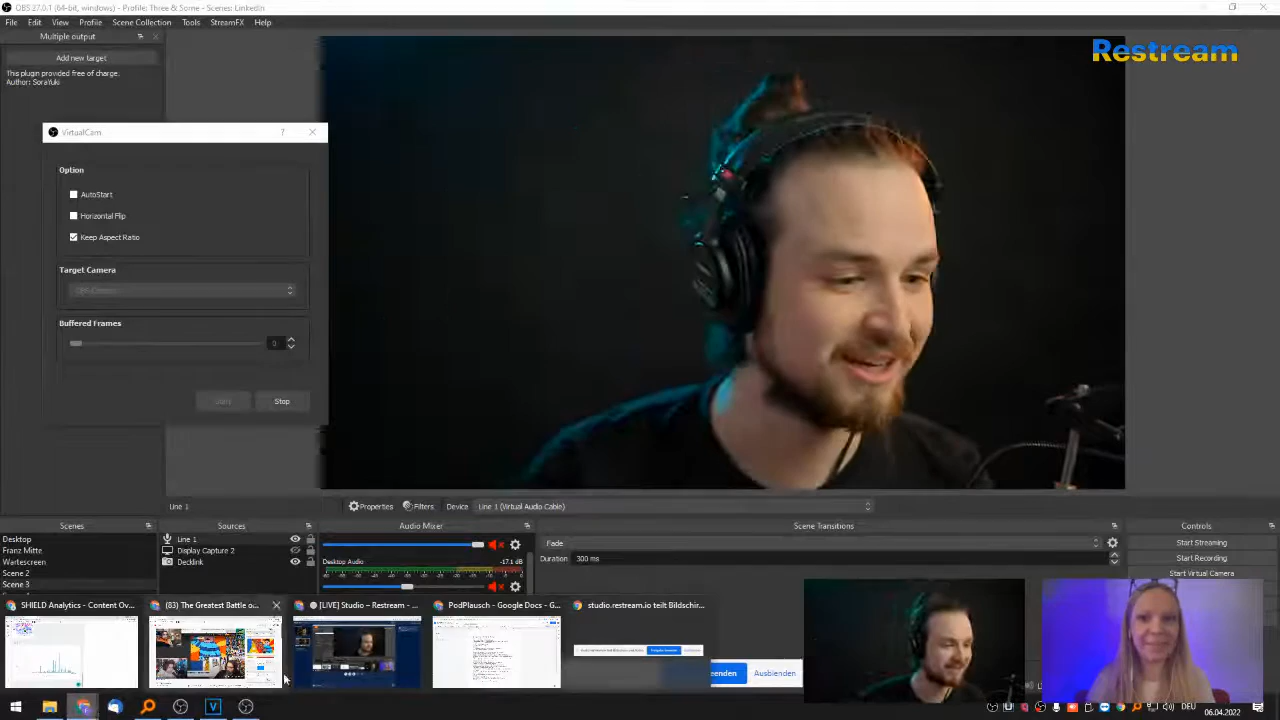 OBS 27.0.1 (64-bit, windows) - Profile: Three & Some - Scenes: LinkedIn
File Edit View Profile Scene Collection Tools StreamFX Help
Multiple output
Add new target
This plugin provided free of charge.
Author: SoraYuki
Restream
VirtualCam ?
Option
AutoStart
Horizontal Flip
Keep Aspect Ratio
Target Camera
Buffered Frames
0
Stop
Line 1
Properties Filters Device Line 1 (Virtual Audio Cable)
Scenes Sources Audio Mixer Scene Transitions Controls
Desktop
Franz Mitte
Wartescreen
Scene 2
Scene 3
Line 1
Display Capture 2
Decklink
Desktop Audio -17.1 dB
Fade
Duration 300 ms
Start Streaming
Start Recording
Start Virtual Camera
SHIELD Analytics - Content Ov...
(83) The Greatest Battle o...
[LIVE] Studio – Restream - ...
PodPlausch - Google Docs - G...
studio.restream.io teilt Bildschir...
enden Ausblenden
DEU
06.04.2022